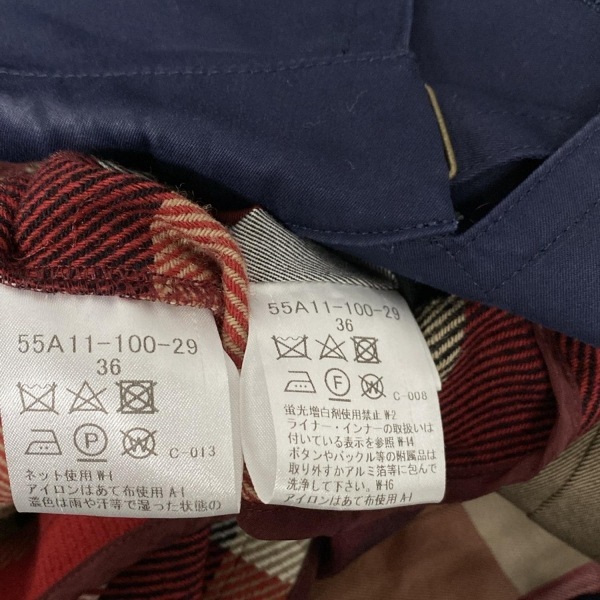 55A11-100-29
36
P
W
C-013
ネット使用 W-1
アイロンはあて布使用 A-1
濃色は雨や汗等で湿った状態の
55A11-100-29
36
F
W
C-008
蛍光増白剤使用禁止 W2
ライナー・インナーの取扱いは
付いている表示を参照 W-14
ボタンやバックル等の附属品は
取り外すかアルミ箔等に包んで
洗浄して下さい。W-16
アイロンはあて布使用 A-1